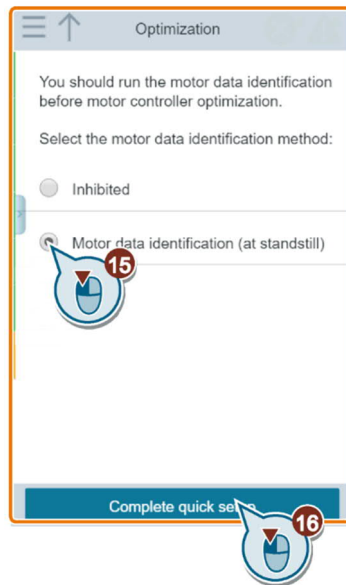 Optimization
You should run the motor data identification
before motor controller optimization.
Select the motor data identification method:
Inhibited
Motor data identification (at standstill)
15
Complete quick
16